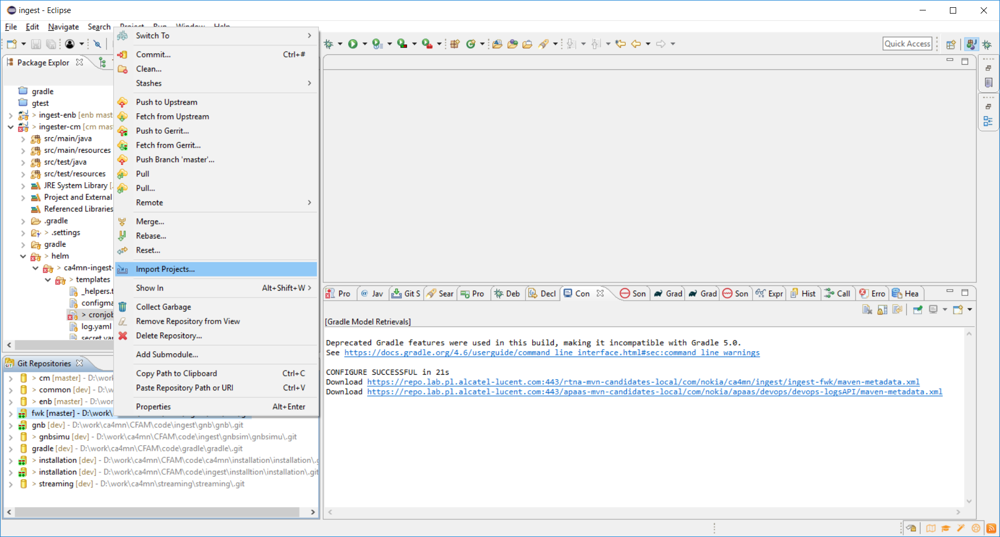 ingest - Eclipse
File Edit Navigate Search Project Run Window Help
Quick Access
Package Explor
gradle
gtest
> ingest-enb [enb mast
> ingester-cm [cm mas
src/main/java
src/main/resources
src/test/java
src/test/resources
JRE System Library [
Project and External
Referenced Libraries
.gradle
> .settings
gradle
> helm
> ca4mn-ingest-
> templates
_helpers.t
configma
> cronjob
log.yaml
secret.yar
Switch To
Commit... Ctrl+#
Clean...
Stashes
Push to Upstream
Fetch from Upstream
Push to Gerrit...
Fetch from Gerrit...
Push Branch 'master'...
Pull
Pull...
Remote
Merge...
Rebase...
Reset...
Import Projects...
Show In Alt+Shift+W
Collect Garbage
Remove Repository from View
Delete Repository...
Add Submodule...
Copy Path to Clipboard Ctrl+C
Paste Repository Path or URI Ctrl+V
Properties Alt+Enter
Git Repositories
> cm [master] - D:\work
> common [dev] - D:\wo
> enb [master] - D:\wor
fwk [master] - D:\work\
gnb [dev] - D:\work\ca4mn\CFAM\code\ingest\gnb\gnb\.git
> gnbsimu [dev] - D:\work\ca4mn\CFAM\code\ingest\gnbsim\gnbsimu\.git
gradle [dev] - D:\work\ca4mn\CFAM\code\gradle\gradle\.git
> installation [dev] - D:\work\ca4mn\CFAM\code\ca4mn\installation\installation\.g
> installation [dev] - D:\work\ca4mn\CFAM\code\ingest\installtion\installation\.git
> streaming [dev] - D:\work\ca4mn\streaming\streaming\.git
Pro @ Jav Git S Sear Pro Deb Decl Con Son Grad Grad Son Expr Hist Call Erro Hea
[Gradle Model Retrievals]
Deprecated Gradle features were used in this build, making it incompatible with Gradle 5.0.
See https://docs.gradle.org/4.6/userguide/command_line_interface.html#sec:command_line_warnings
CONFIGURE SUCCESSFUL in 21s
Download https://repo.lab.pl.alcatel-lucent.com:443/rtna-mvn-candidates-local/com/nokia/ca4mn/ingest/ingest-fwk/maven-metadata.xml
Download https://repo.lab.pl.alcatel-lucent.com:443/apaas-mvn-candidates-local/com/nokia/apaas/devops/devops-logsAPI/maven-metadata.xml